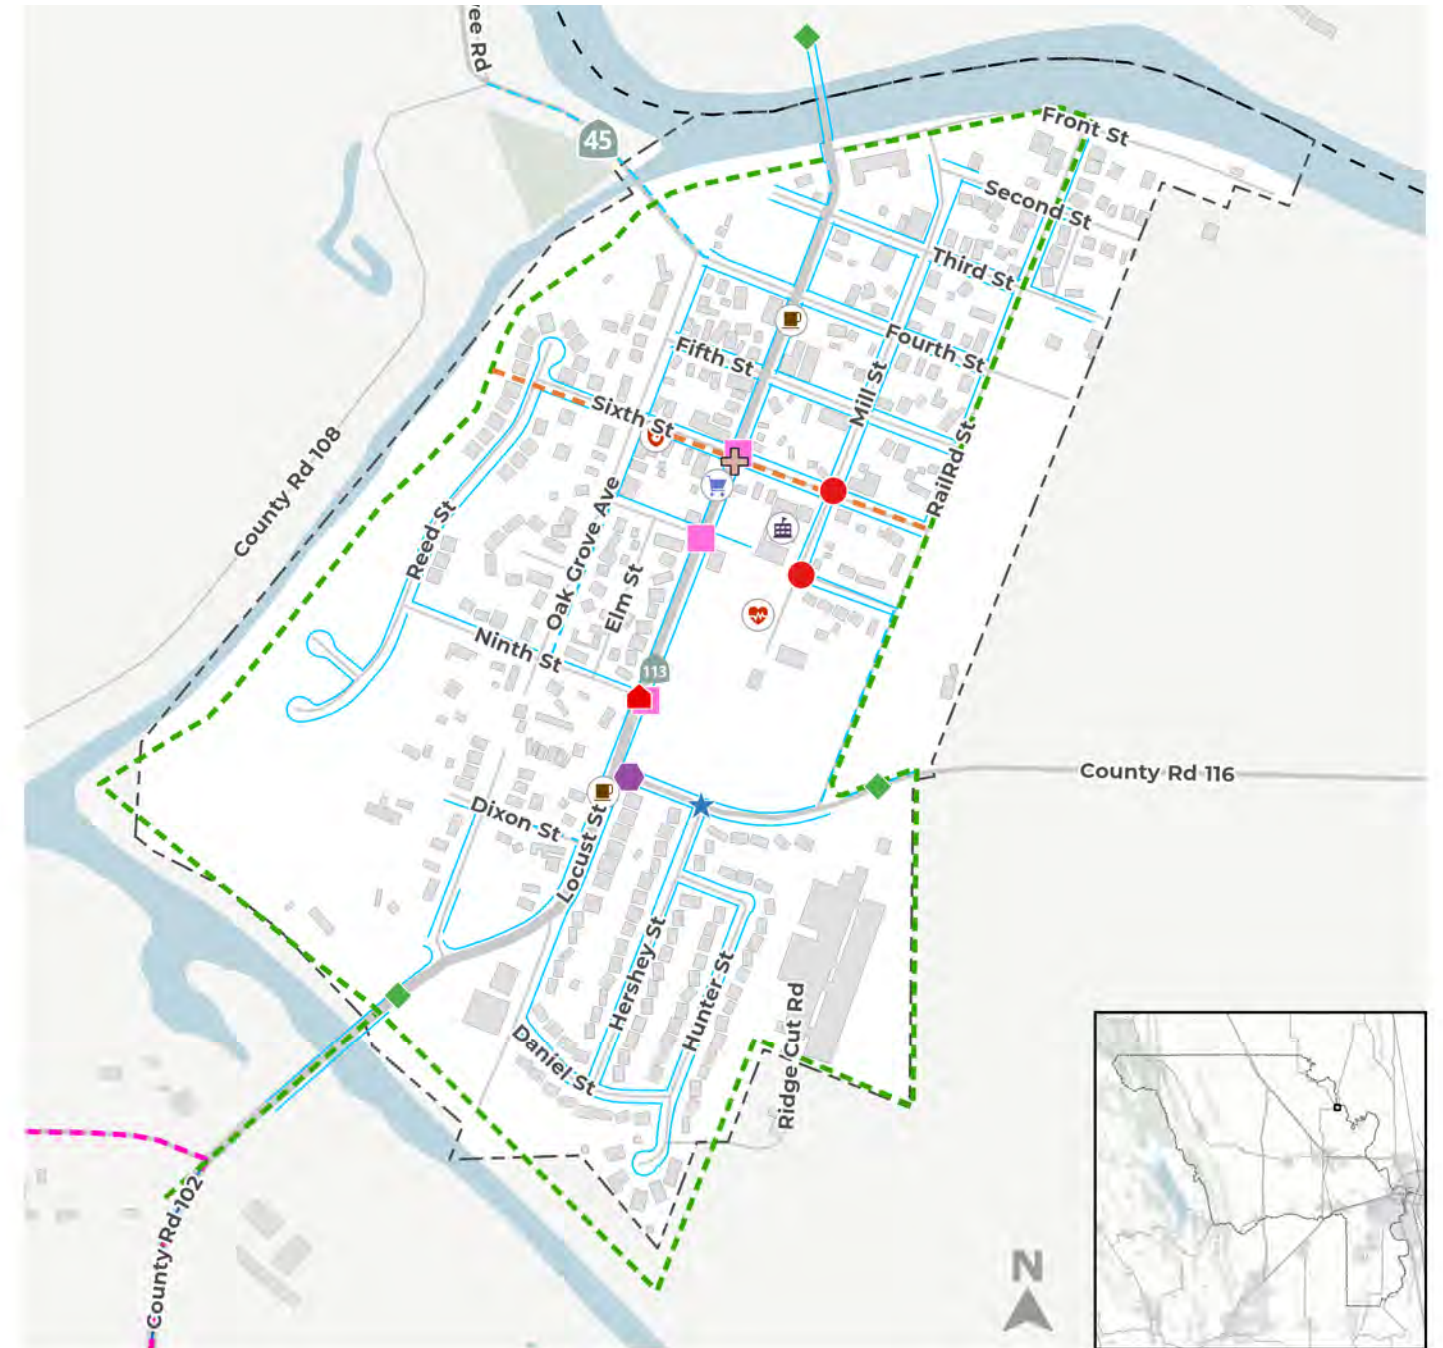 45
Front St
Second St
Third St
Fourth St
Fifth St
Mill St
Sixth St
RailRd St
County Rd 108
Reed St
Oak Grove Ave
Elm St
Ninth St
113
County Rd 116
Dixon St
Locust St
Hershey St
Hunter St
Ridge Cut Rd
Daniel St
County Rd 102
N